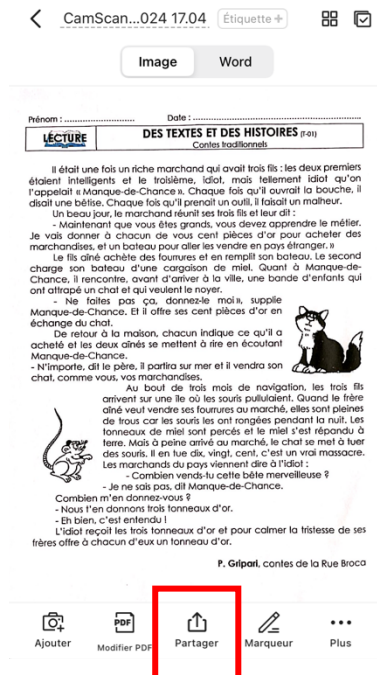 CamScan...024 17.04
Étiquette +
Image
Word
Prénom : ............................
Date : ..................................................
LECTURE
DES TEXTES ET DES HISTOIRES (T-01)
Contes traditionnels
Il était une fois un riche marchand qui avait trois fils : les deux premiers
étaient intelligents et le troisième, idiot, mais tellement idiot qu'on
l'appelait « Manque-de-Chance ». Chaque fois qu'il ouvrait la bouche, il
disait une bêtise. Chaque fois qu'il prenait un outil, il faisait un malheur.
Un beau jour, le marchand réunit ses trois fils et leur dit :
- Maintenant que vous êtes grands, vous devez apprendre le métier.
Je vais donner à chacun de vous cent pièces d'or pour acheter des
marchandises, et un bateau pour aller les vendre en pays étranger. »
Le fils aîné achète des fourrures et en remplit son bateau. Le second
charge son bateau d'une cargaison de miel. Quant à Manque-de-
Chance, il rencontre, avant d'arriver à la ville, une bande d'enfants qui
ont attrapé un chat et qui veulent le noyer.
- Ne faites pas ça, donnez-le moi », supplie
Manque-de-Chance. Et il offre ses cent pièces d'or en
échange du chat.
De retour à la maison, chacun indique ce qu'il a
acheté et les deux aînés se mettent à rire en écoutant
Manque-de-Chance.
- N'importe, dit le père, il partira sur mer et il vendra son
chat, comme vous, vos marchandises.
Au bout de trois mois de navigation, les trois fils
arrivent sur une île où les souris pullulaient. Quand le frère
aîné veut vendre ses fourrures au marché, elles sont pleines
de trous car les souris les ont rongées pendant la nuit. Les
tonneaux de miel sont percés et le miel s'est répandu à
terre. Mais à peine arrivé au marché, le chat se met à tuer
des souris. Il en tue dix, vingt, cent, c'est un vrai massacre.
Les marchands du pays viennent dire à l'idiot :
- Combien vends-tu cette bête merveilleuse ?
- Je ne sais pas, dit Manque-de-Chance.
Combien m'en donnez-vous ?
- Nous t'en donnons trois tonneaux d'or.
- Eh bien, c'est entendu !
L'idiot reçoit les trois tonneaux d'or et pour calmer la tristesse de ses
frères offre à chacun d'eux un tonneau d'or.
P. Gripari, contes de la Rue Broca
Ajouter
PDF
Modifier PDF
Partager
Marqueur
Plus